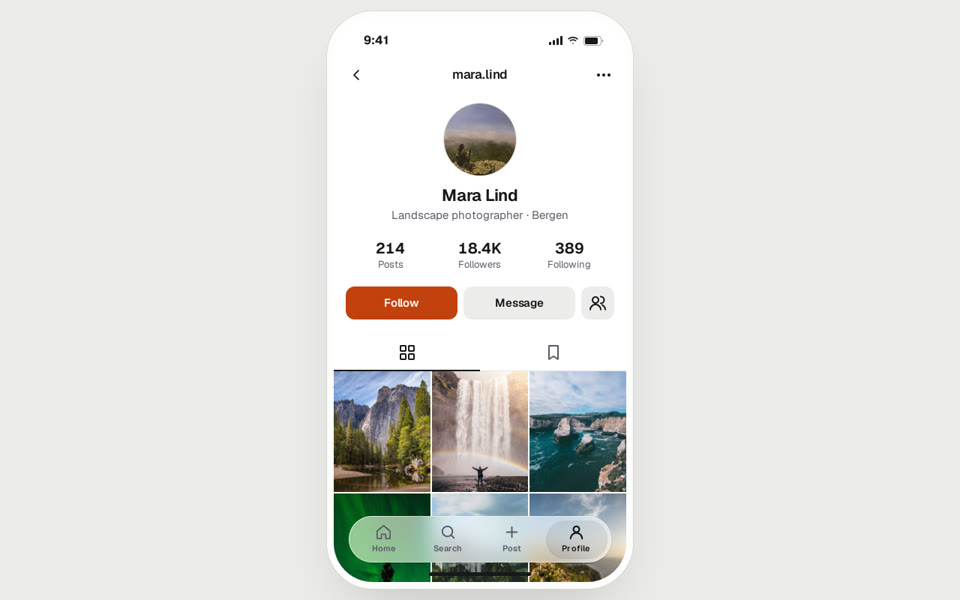 9:41
mara.lind
Mara Lind
Landscape photographer · Bergen
214 18.4K 389
Posts Followers Following
Follow Message
Home Search Post Profile